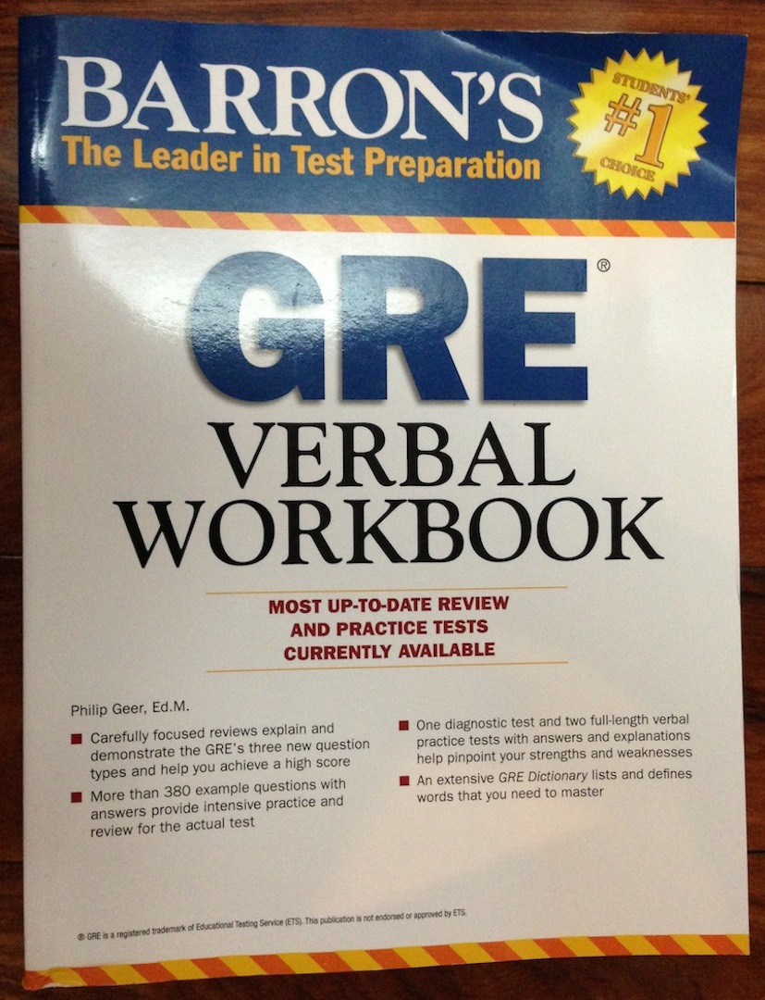 BARRON'S
The Leader in Test Preparation
STUDENTS'
#1
CHOICE
GRE®
VERBAL
WORKBOOK
MOST UP-TO-DATE REVIEW
AND PRACTICE TESTS
CURRENTLY AVAILABLE
Philip Geer, Ed.M.
■ Carefully focused reviews explain and
demonstrate the GRE's three new question
types and help you achieve a high score
■ More than 380 example questions with
answers provide intensive practice and
review for the actual test
■ One diagnostic test and two full-length verbal
practice tests with answers and explanations
help pinpoint your strengths and weaknesses
■ An extensive GRE Dictionary lists and defines
words that you need to master
® GRE is a registered trademark of Educational Testing Service (ETS). This publication is not endorsed or approved by ETS.